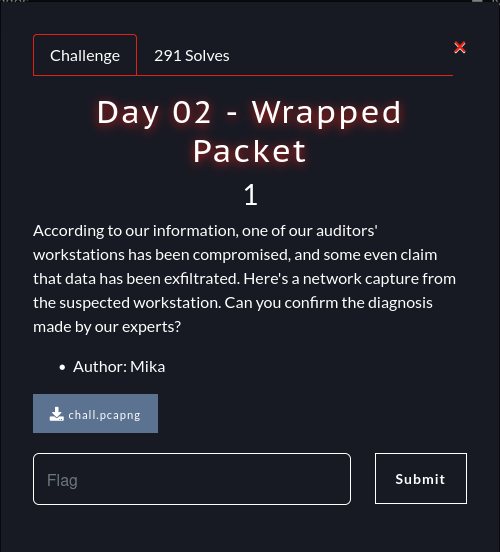 Challenge
291 Solves
Day 02 - Wrapped
Packet
1
According to our information, one of our auditors'
workstations has been compromised, and some even claim
that data has been exfiltrated. Here's a network capture from
the suspected workstation. Can you confirm the diagnosis
made by our experts?
• Author: Mika
chall.pcapng
Flag
Submit